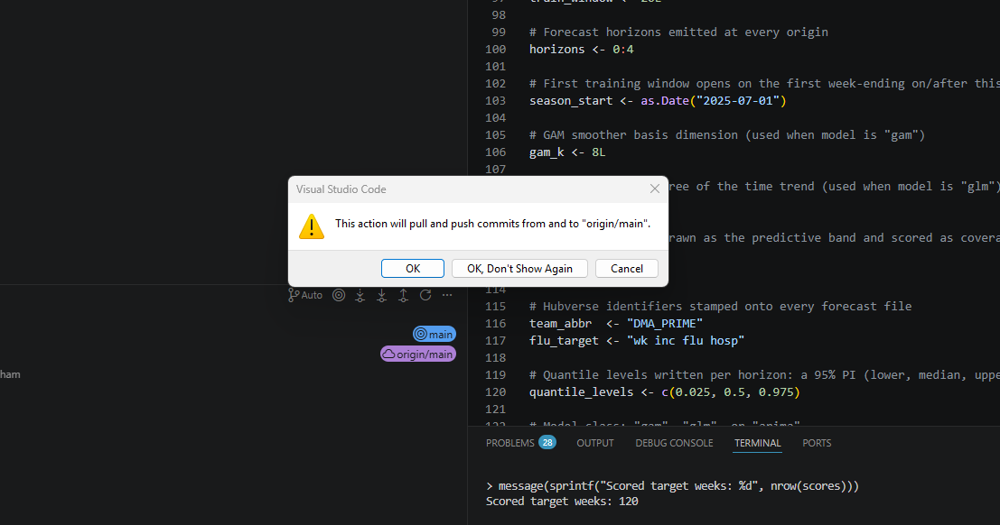 97
98
99 # Forecast horizons emitted at every origin
100 horizons <- 0:4
101
102 # First training window opens on the first week-ending on/after this
103 season_start <- as.Date("2025-07-01")
104
105 # GAM smoother basis dimension (used when model is "gam")
106 gam_k <- 8L
107
Visual Studio Code
ree of the time trend (used when model is "glm")
This action will pull and push commits from and to "origin/main".
rawn as the predictive band and scored as covera
OK
OK, Don't Show Again
Cancel
114
Auto
115 # Hubverse identifiers stamped onto every forecast file
116 team_abbr <- "DMA_PRIME"
117 flu_target <- "wk inc flu hosp"
118
main
origin/main
ham
119 # Quantile levels written per horizon: a 95% PI (lower, median, uppe
120 quantile_levels <- c(0.025, 0.5, 0.975)
121
122 # Model class: "gam", "glm", or "arima"
PROBLEMS 28 OUTPUT DEBUG CONSOLE TERMINAL PORTS
> message(sprintf("Scored target weeks: %d", nrow(scores)))
Scored target weeks: 120